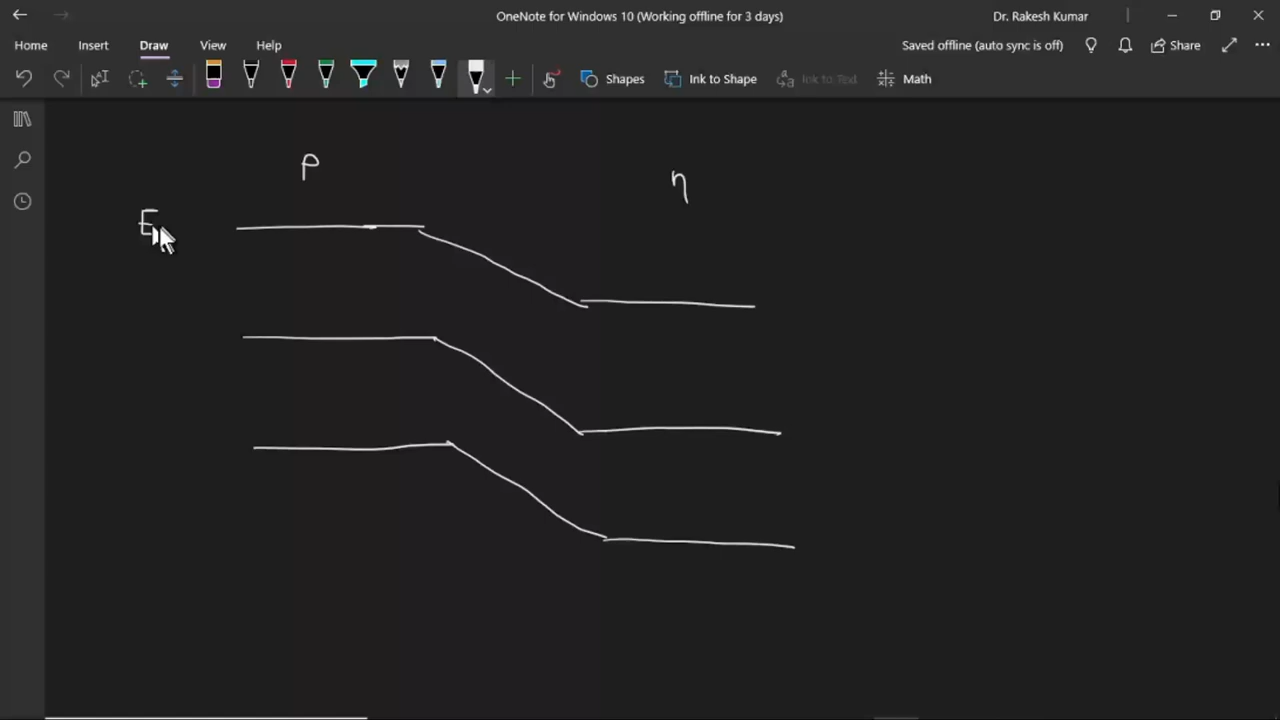 OneNote for Windows 10 (Working offline for 3 days)
Dr. Rakesh Kumar
Home Insert Draw View Help
Saved offline (auto sync is off)
Share
Shapes
Ink to Shape
Ink to Text
Math
P
η
E